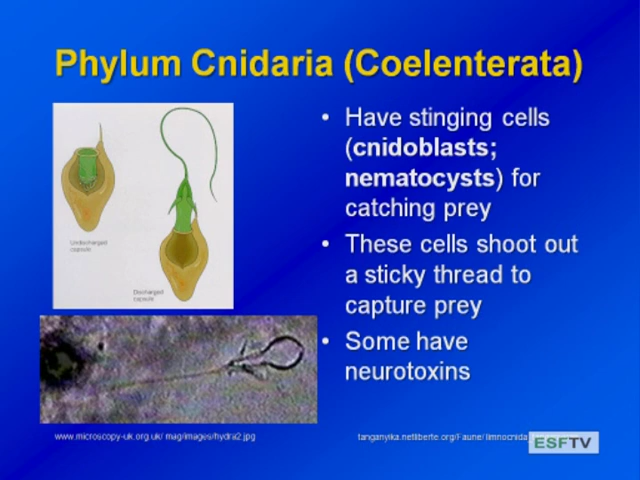 Phylum Cnidaria (Coelenterata)
• Have stinging cells
(cnidoblasts;
nematocysts) for
catching prey
• These cells shoot out
a sticky thread to
capture prey
• Some have
neurotoxins
Undischarged
capsule
Discharged
capsule
www.microscopy-uk.org.uk/ mag/images/hydra2.jpg
tanganyika.netliberte.org/Faune/ limnocnida
ESFTV